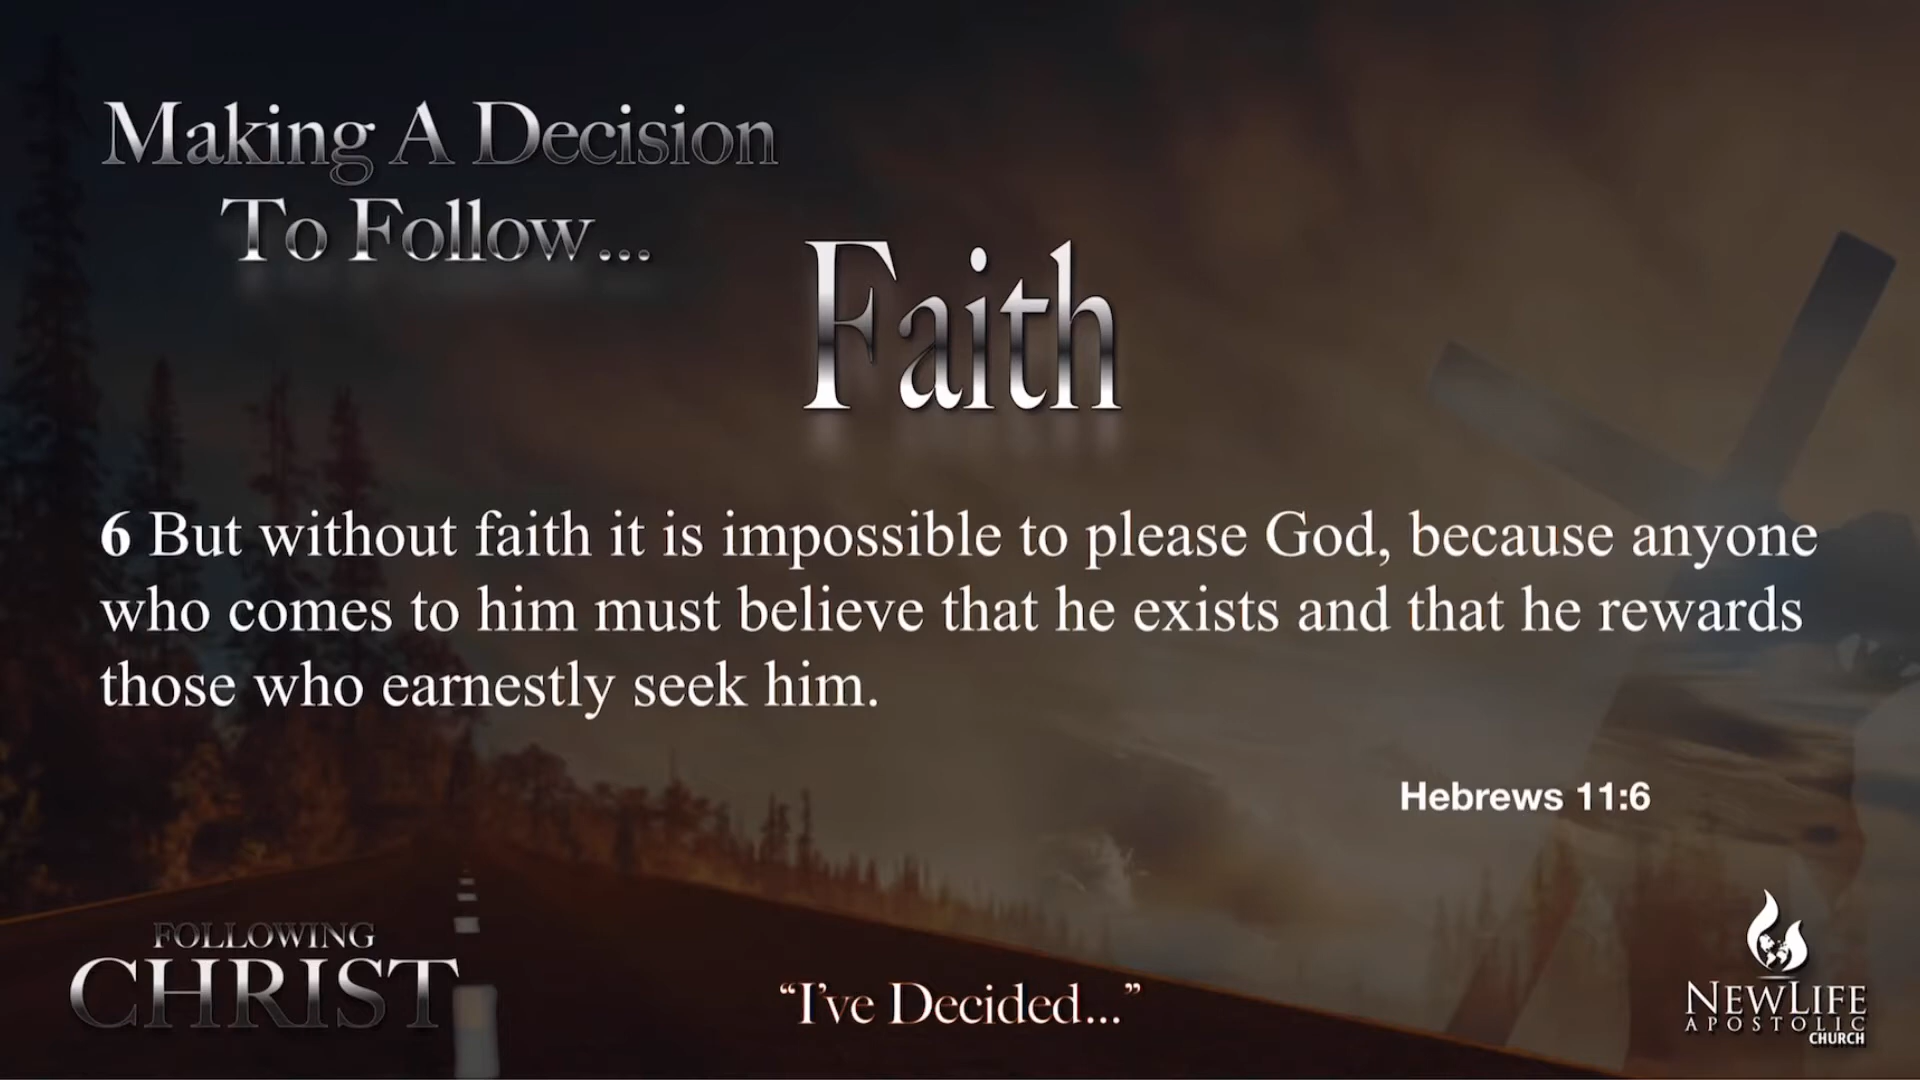 Making A Decision
To Follow...
Faith
6 But without faith it is impossible to please God, because anyone
who comes to him must believe that he exists and that he rewards
those who earnestly seek him.
Hebrews 11:6
FOLLOWING
CHRIST
“I’ve Decided...”
NEWLIFE
APOSTOLIC
CHURCH